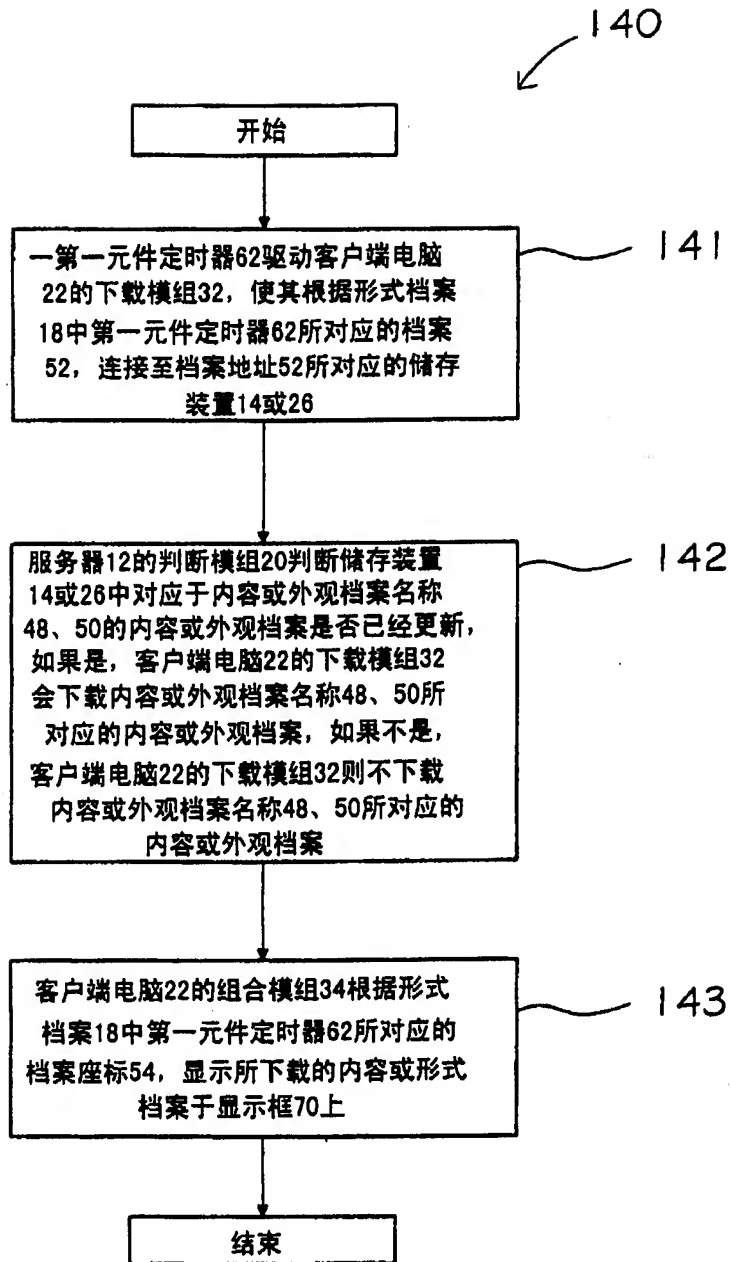 140
开始
一第一元件定时器62驱动客户端电脑
22的下载模组32，使其根据形式档案
18中第一元件定时器62所对应的档案
52，连接至档案地址52所对应的储存
装置14或26
141
服务器12的判断模组20判断储存装置
14或26中对应于内容或外观档案名称
48、50的内容或外观档案是否已经更新，
如果是，客户端电脑22的下载模组32
会下载内容或外观档案名称48、50所
对应的内容或外观档案，如果不是，
客户端电脑22的下载模组32则不下载
内容或外观档案名称48、50所对应的
内容或外观档案
142
客户端电脑22的组合模组34根据形式
档案18中第一元件定时器62所对应的
档案座标54，显示所下载的内容或形式
档案于显示框70上
143
结束